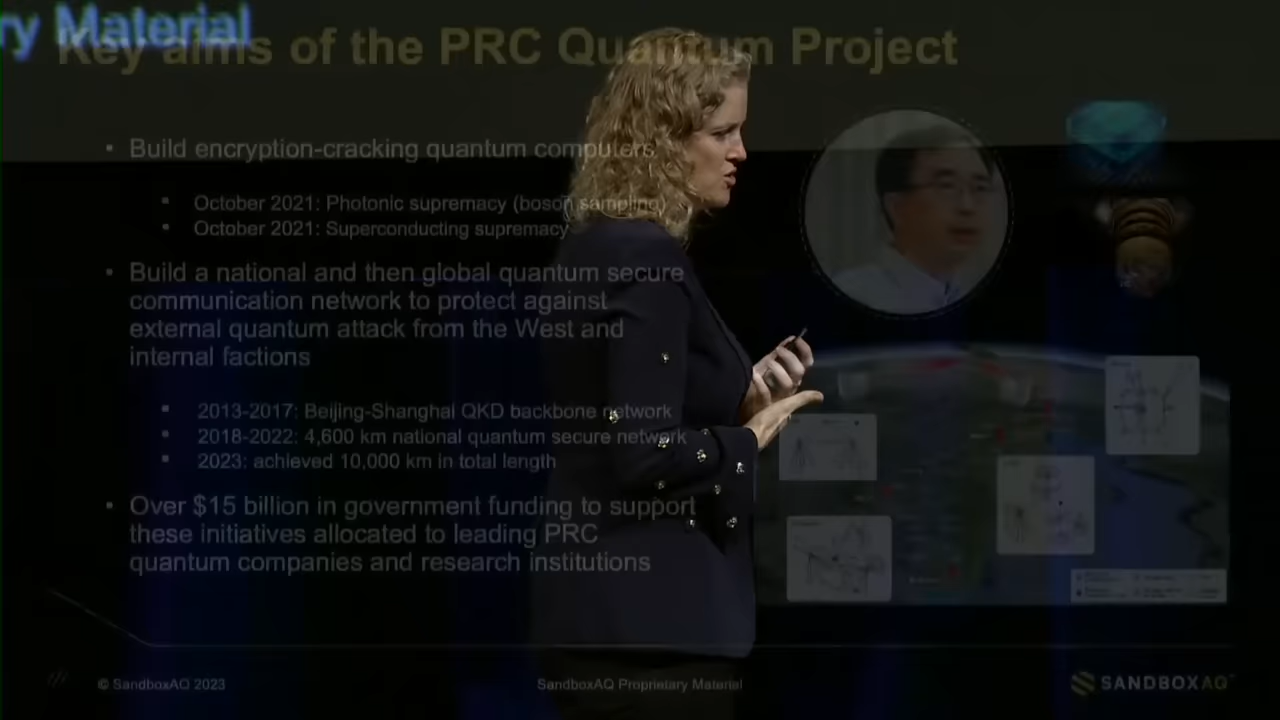 ry Material
Key aims of the PRC Quantum Project
• Build encryption-cracking quantum computers
▪ October 2021: Photonic supremacy (boson sampling)
▪ October 2021: Superconducting supremacy
• Build a national and then global quantum secure
communication network to protect against
external quantum attack from the West and
internal factions
▪ 2013-2017: Beijing-Shanghai QKD backbone network
▪ 2018-2022: 4,600 km national quantum secure network
▪ 2023: achieved 10,000 km in total length
• Over $15 billion in government funding to support
these initiatives allocated to leading PRC
quantum companies and research institutions
© SandboxAQ 2023
SandboxAQ Proprietary Material
SANDBOXAQ